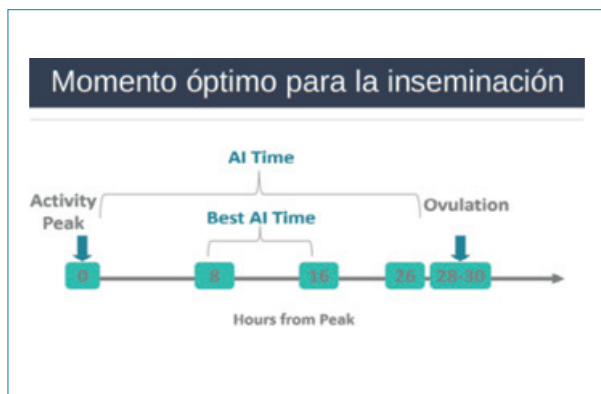 Momento óptimo para la inseminación
AI Time
Activity
Peak
Ovulation
Best AI Time
0
8
16
26
28-30
Hours from Peak